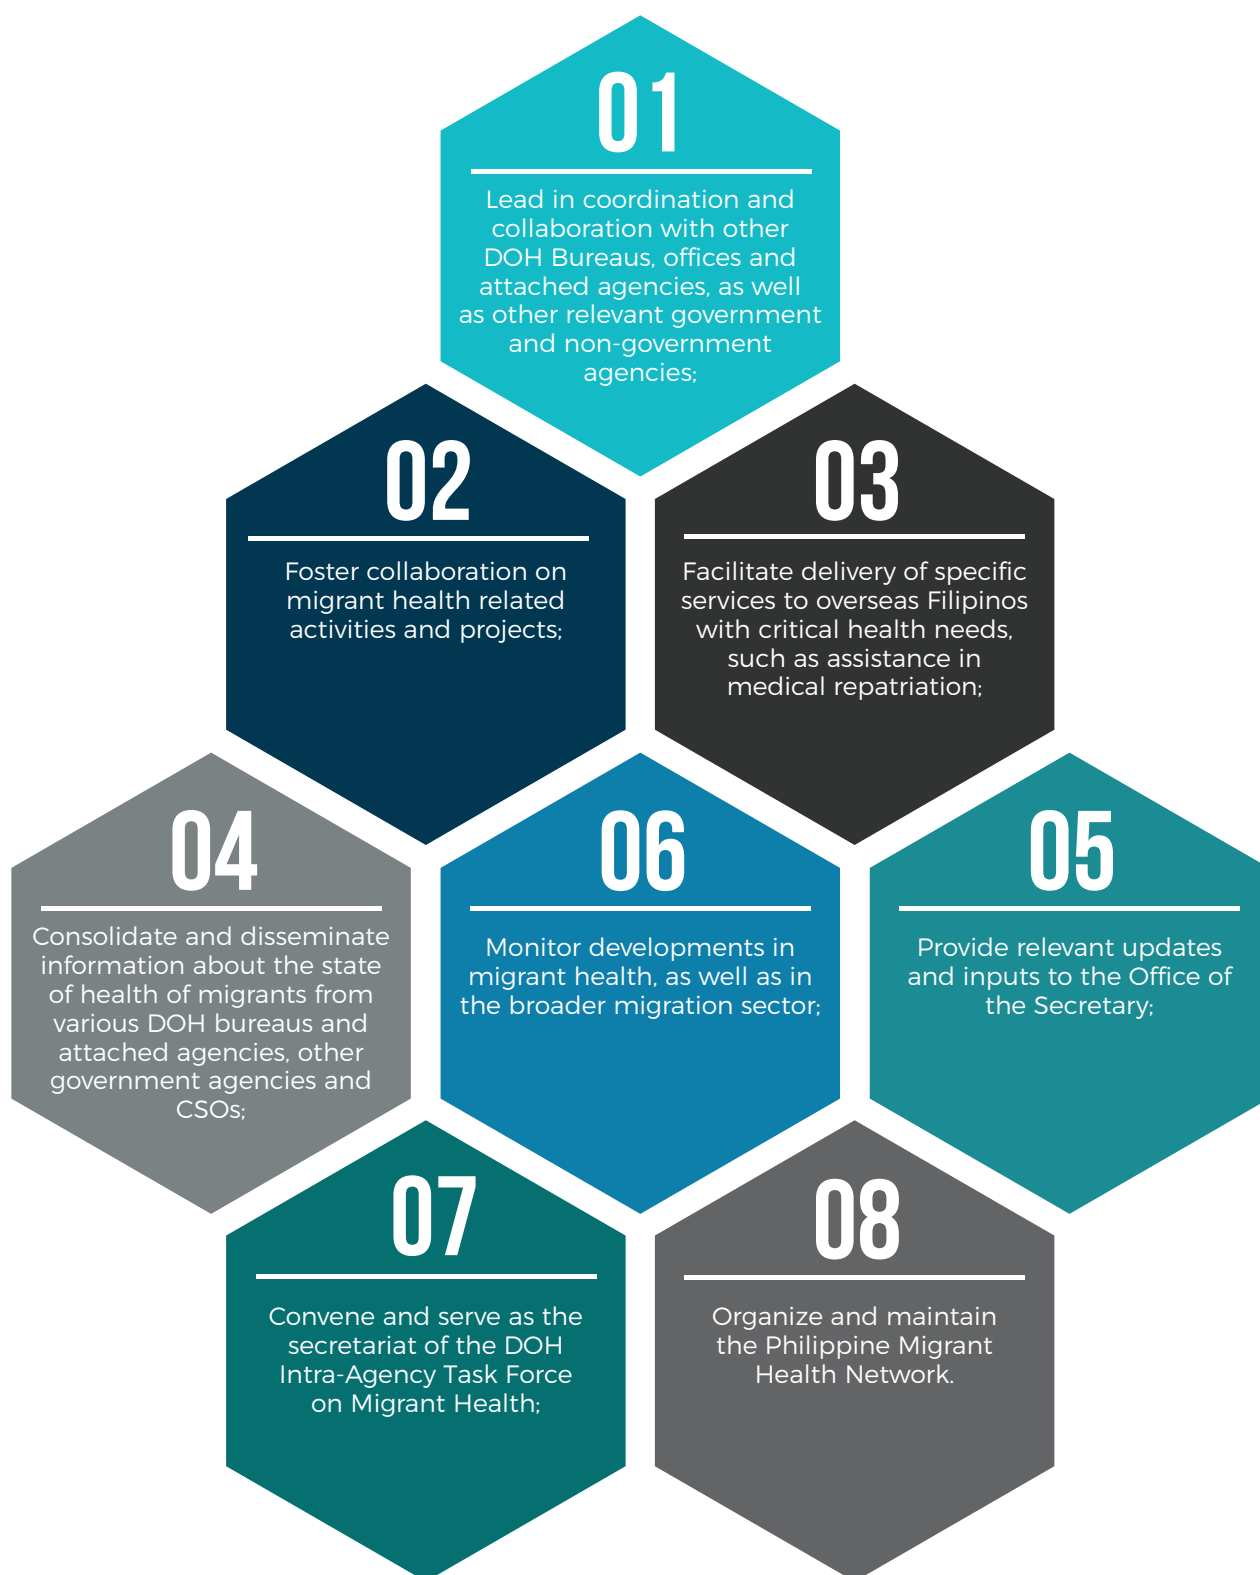 01
Lead in coordination and
collaboration with other
DOH Bureaus, offices and
attached agencies, as well
as other relevant government
and non-government
agencies;
02
Foster collaboration on
migrant health related
activities and projects;
03
Facilitate delivery of specific
services to overseas Filipinos
with critical health needs,
such as assistance in
medical repatriation;
04
Consolidate and disseminate
information about the state
of health of migrants from
various DOH bureaus and
attached agencies, other
government agencies and
CSOs;
06
Monitor developments in
migrant health, as well as in
the broader migration sector;
05
Provide relevant updates
and inputs to the Office of
the Secretary;
07
Convene and serve as the
secretariat of the DOH
Intra-Agency Task Force
on Migrant Health;
08
Organize and maintain
the Philippine Migrant
Health Network.